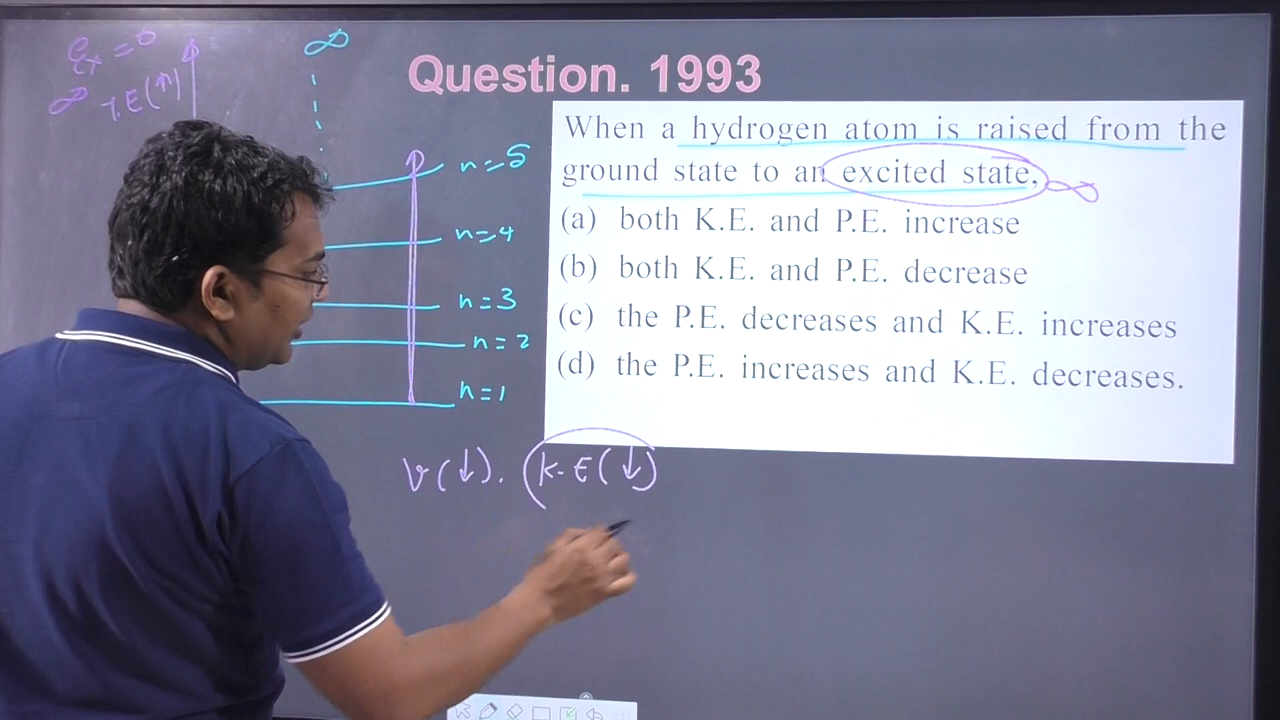 Question. 1993
When a hydrogen atom is raised from the
ground state to an excited state,
∞
(a) both K.E. and P.E. increase
(b) both K.E. and P.E. decrease
(c) the P.E. decreases and K.E. increases
(d) the P.E. increases and K.E. decreases.
= 0
∞ T.E(↑)
∞
n=5
n=4
n=3
n=2
n=1
v(↓). K.E(↓)